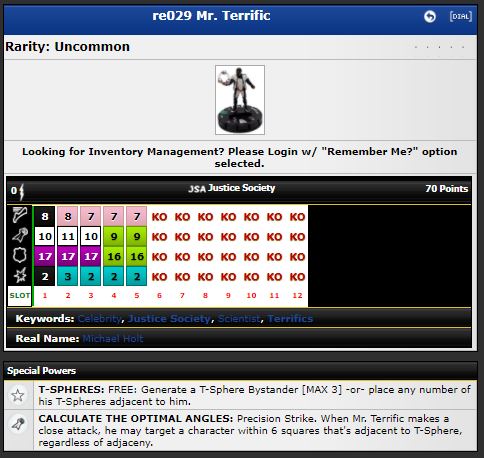 re029 Mr. Terrific
[DIAL]
Rarity: Uncommon
Looking for Inventory Management? Please Login w/ "Remember Me?" option
selected.
0 JSA Justice Society 70 Points
8 8 7 7 7 KO KO KO KO KO KO KO
10 11 10 9 9 KO KO KO KO KO KO KO
17 17 17 16 16 KO KO KO KO KO KO KO
2 3 2 2 2 KO KO KO KO KO KO KO
SLOT 1 2 3 4 5 6 7 8 9 10 11 12
Keywords: Celebrity, Justice Society, Scientist, Terrifics
Real Name: Michael Holt
Special Powers
T-SPHERES: FREE: Generate a T-Sphere Bystander [MAX 3] -or- place any number of
his T-Spheres adjacent to him.
CALCULATE THE OPTIMAL ANGLES: Precision Strike. When Mr. Terrific makes a
close attack, he may target a character within 6 squares that's adjacent to T-Sphere,
regardless of adjaceny.